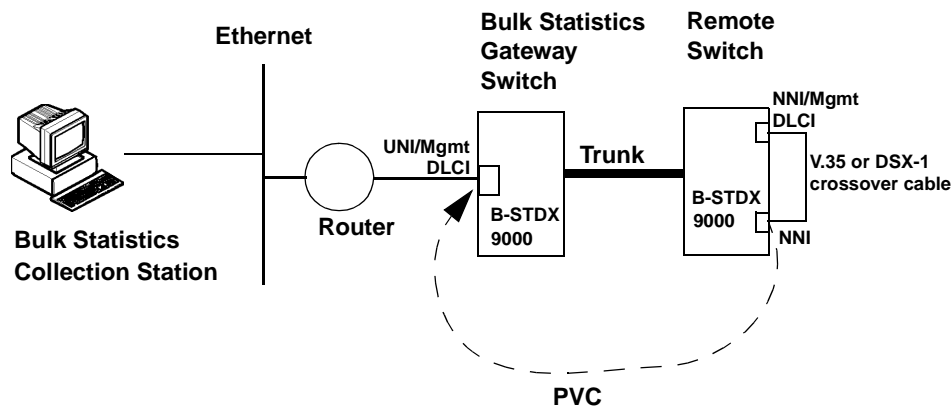 Ethernet
Bulk Statistics
Gateway
Switch
Remote
Switch
NNI/Mgmt
DLCI
UNI/Mgmt
DLCI
Trunk
V.35 or DSX-1
crossover cable
B-STDX
9000
B-STDX
9000
Router
NNI
Bulk Statistics
Collection Station
PVC